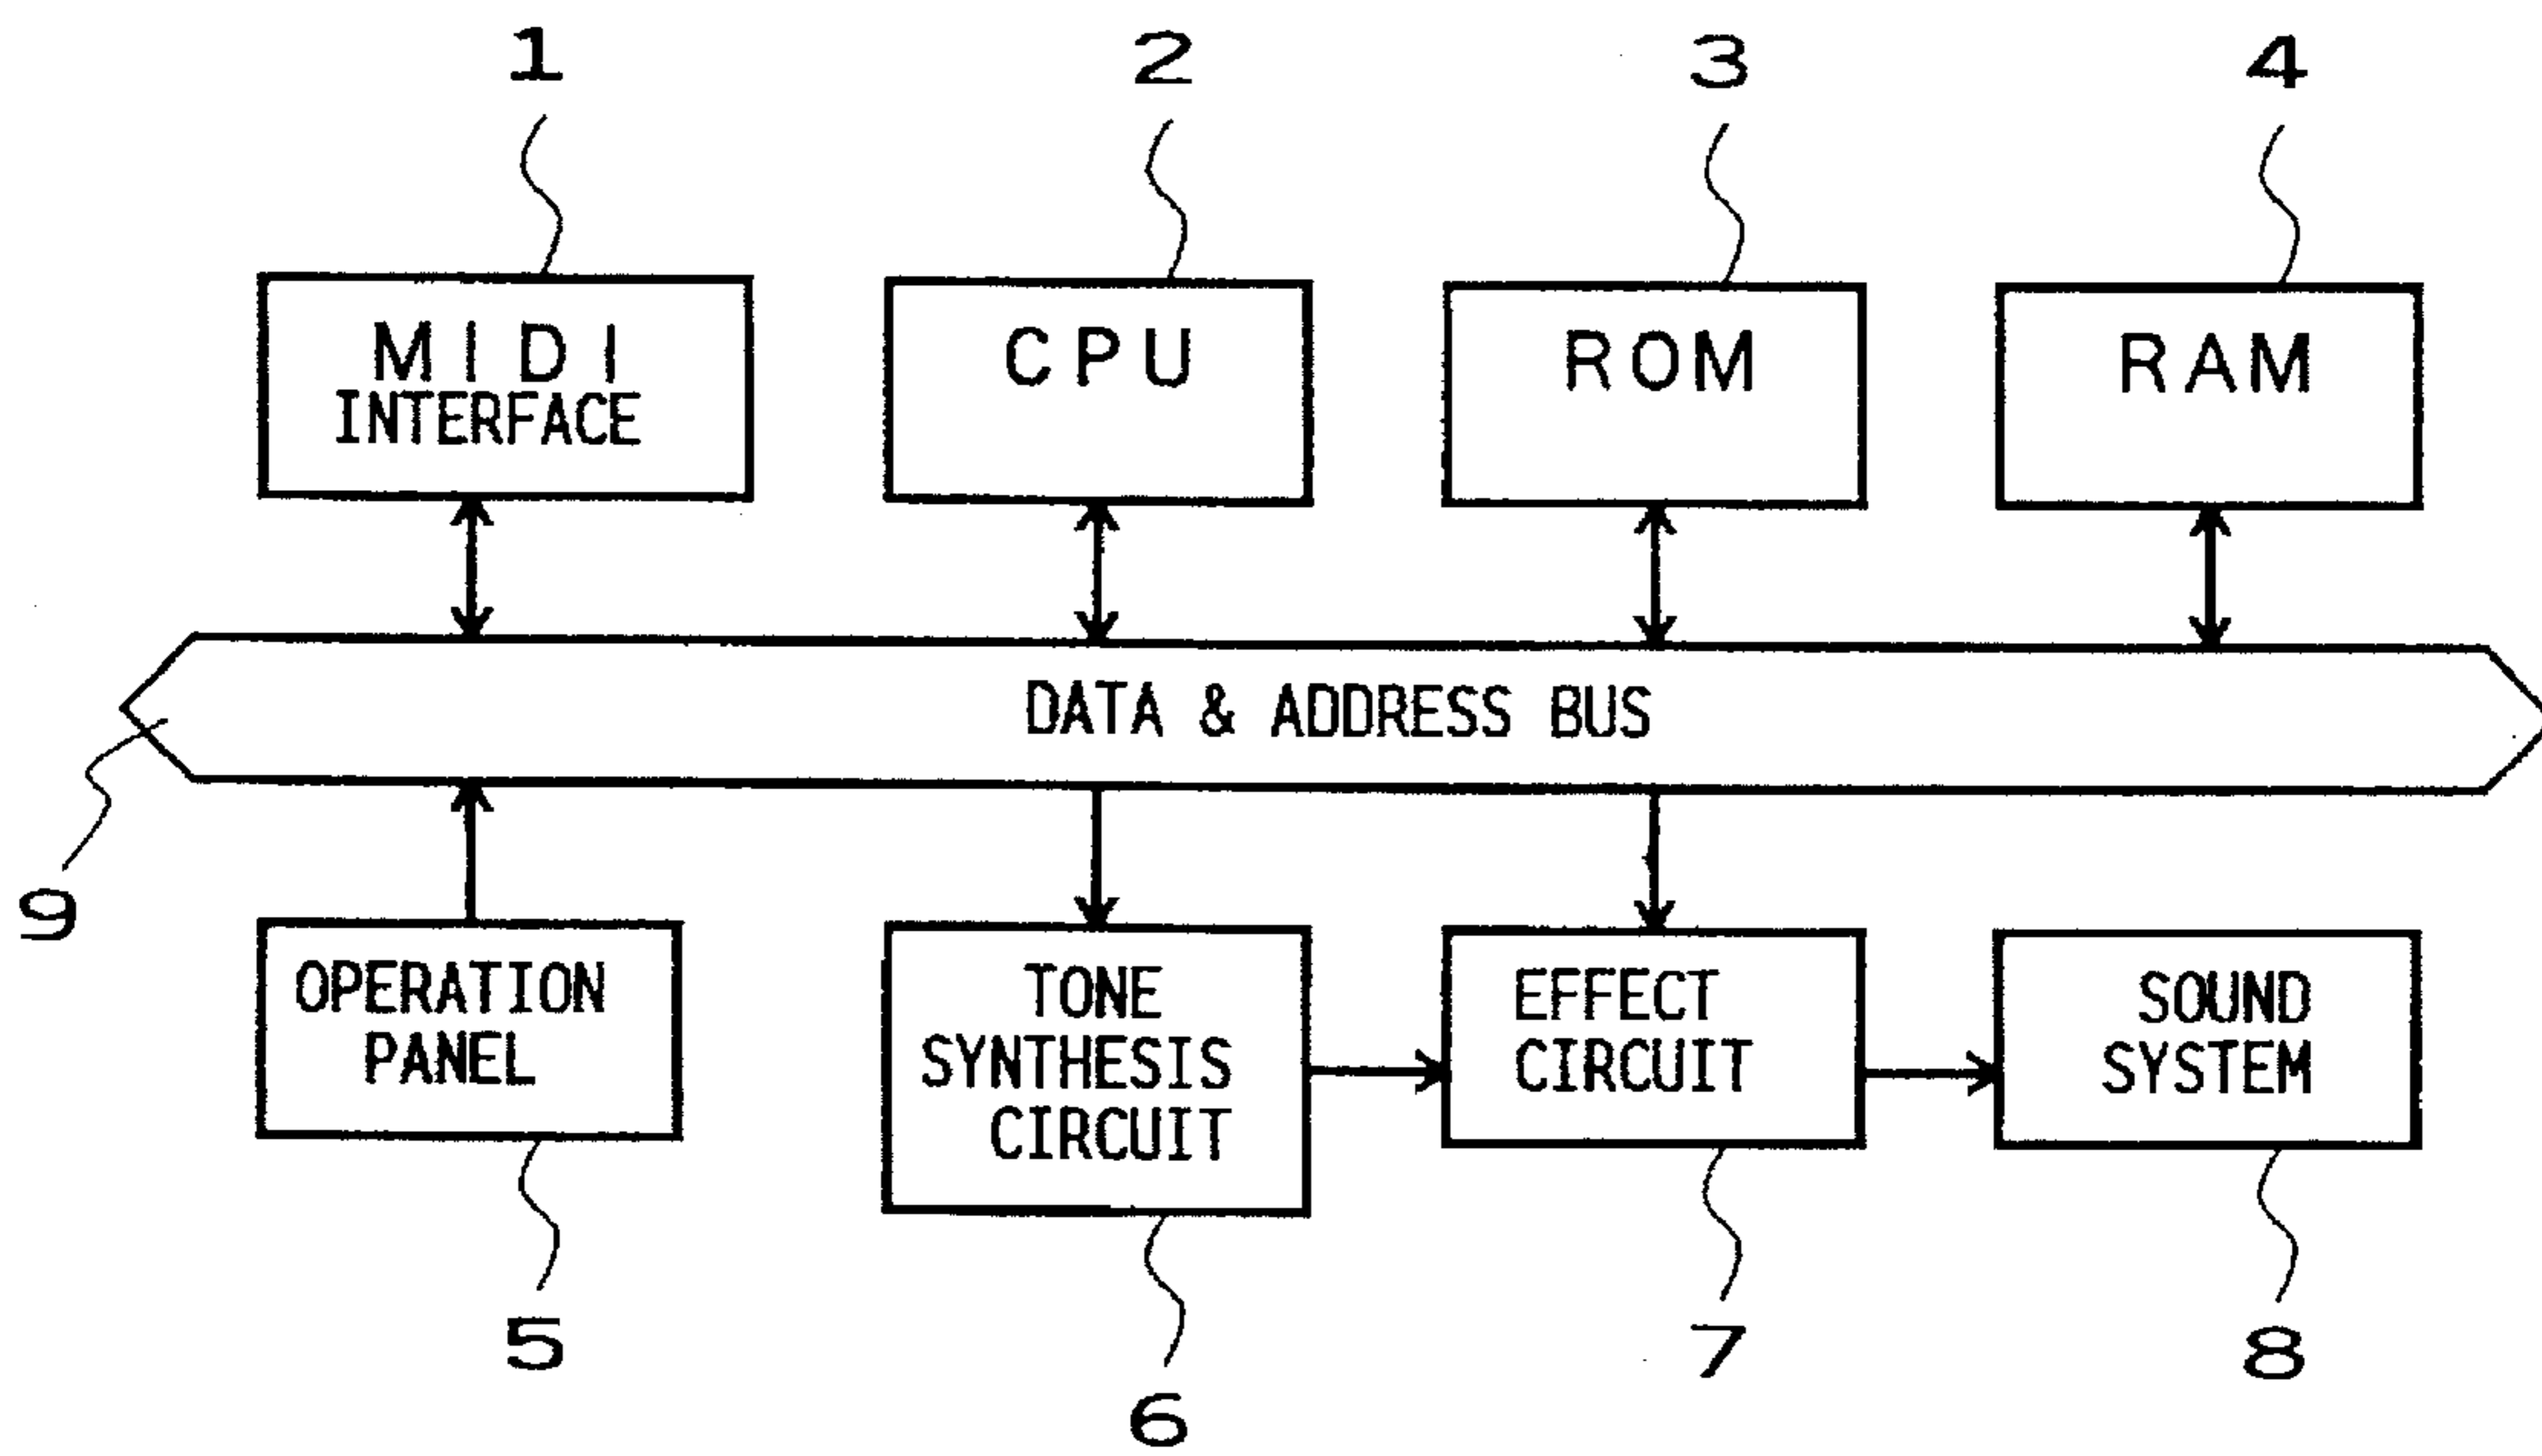 1
2
3
4
MIDI
INTERFACE
CPU
ROM
RAM
DATA & ADDRESS BUS
9
OPERATION
PANEL
TONE
SYNTHESIS
CIRCUIT
EFFECT
CIRCUIT
SOUND
SYSTEM
5
6
7
8